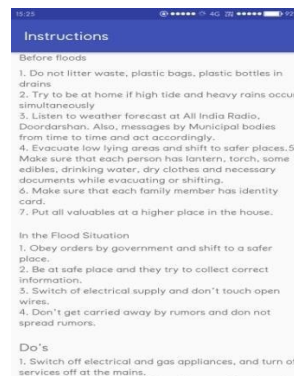 15:25
4G
92
Instructions
Before floods
1. Do not litter waste, plastic bags, plastic bottles in
drains
2. Try to be at home if high tide and heavy rains occu
simultaneously
3. Listen to weather forecast at All India Radio,
Doordarshan. Also, messages by Municipal bodies
from time to time and act accordingly.
4. Evacuate low lying areas and shift to safer places.5
Make sure that each person has lantern, torch, some
edibles, drinking water, dry clothes and necessary
documents while evacuating or shifting.
6. Make sure that each family member has identity
card.
7. Put all valuables at a higher place in the house.
In the Flood Situation
1. Obey orders by government and shift to a safer
place.
2. Be at safe place and they try to collect correct
information.
3. Switch of electrical supply and don't touch open
wires.
4. Don't get carried away by rumors and don not
spread rumors.
Do's
1. Switch off electrical and gas appliances, and turn of
services off at the mains.